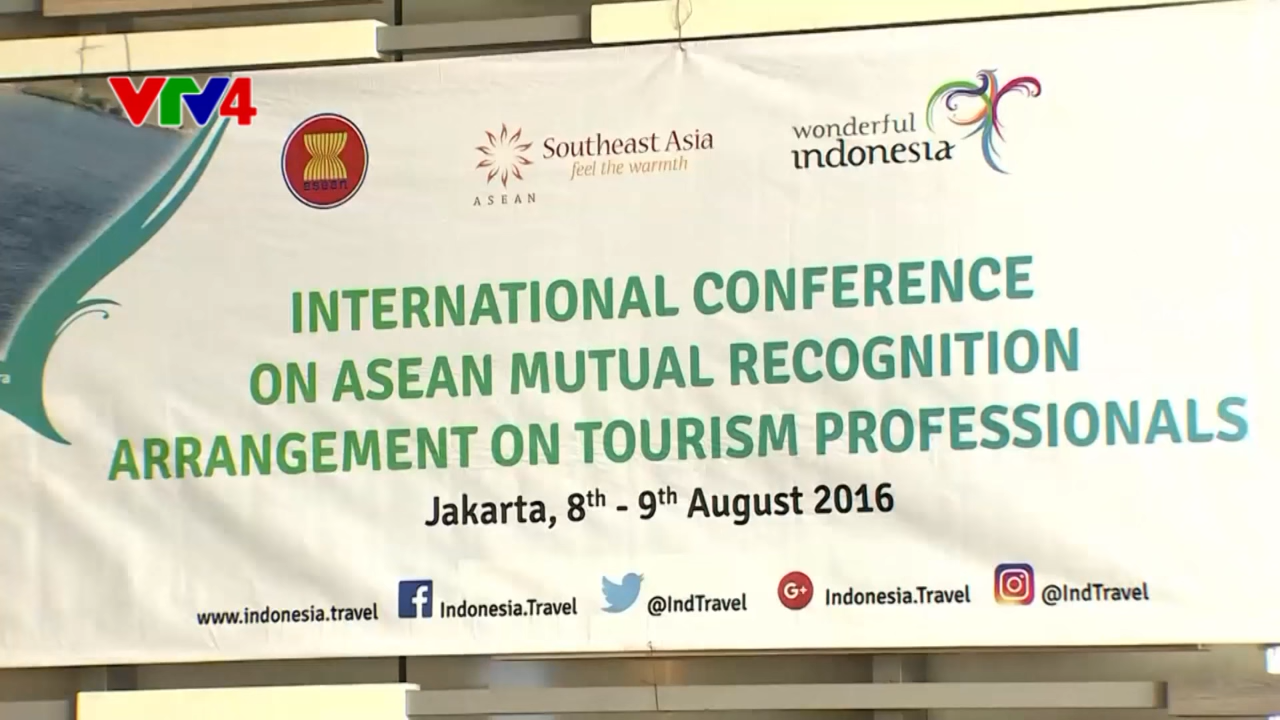 VTV4
asean
Southeast Asia
feel the warmth
ASEAN
wonderful
indonesia
INTERNATIONAL CONFERENCE
ON ASEAN MUTUAL RECOGNITION
ARRANGEMENT ON TOURISM PROFESSIONALS
Jakarta, 8th - 9th August 2016
www.indonesia.travel f Indonesia.Travel @IndTravel G+ Indonesia.Travel @IndTravel